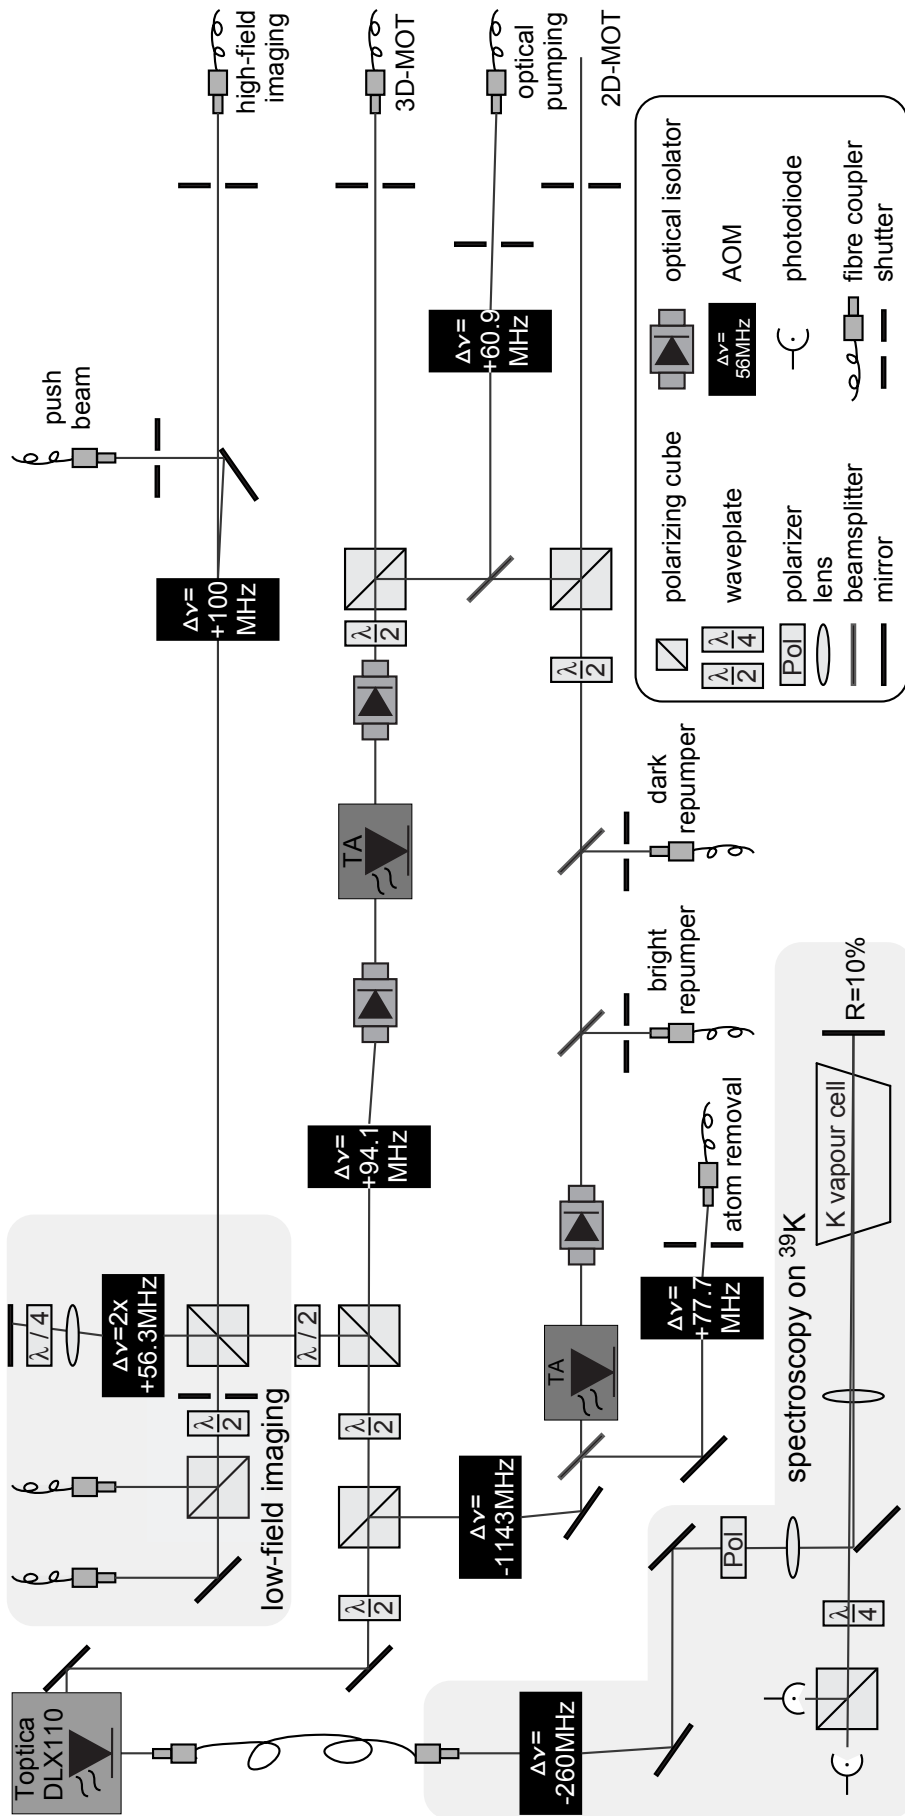 Toptica
DLX110
low-field imaging
λ / 4
Δν=2x
+56.3MHz
λ
2
λ / 2
λ
2
λ
2
Δν=
-1143MHz
Δν=
-260MHz
Δν=
+94.1
MHz
TA
λ
2
Δν=
+100
MHz
push
beam
high-field
imaging
3D-MOT
optical
pumping
2D-MOT
Δν=
+60.9
MHz
TA
Δν=
+77.7
MHz
atom removal
bright
repumper
dark
repumper
λ
2
spectroscopy on ³⁹K
Pol
λ
4
K vapour cell
R=10%
polarizing cube
λ
2
λ
4
waveplate
Pol
polarizer
lens
beamsplitter
mirror
optical isolator
Δν=
56MHz
AOM
photodiode
fibre coupler
shutter